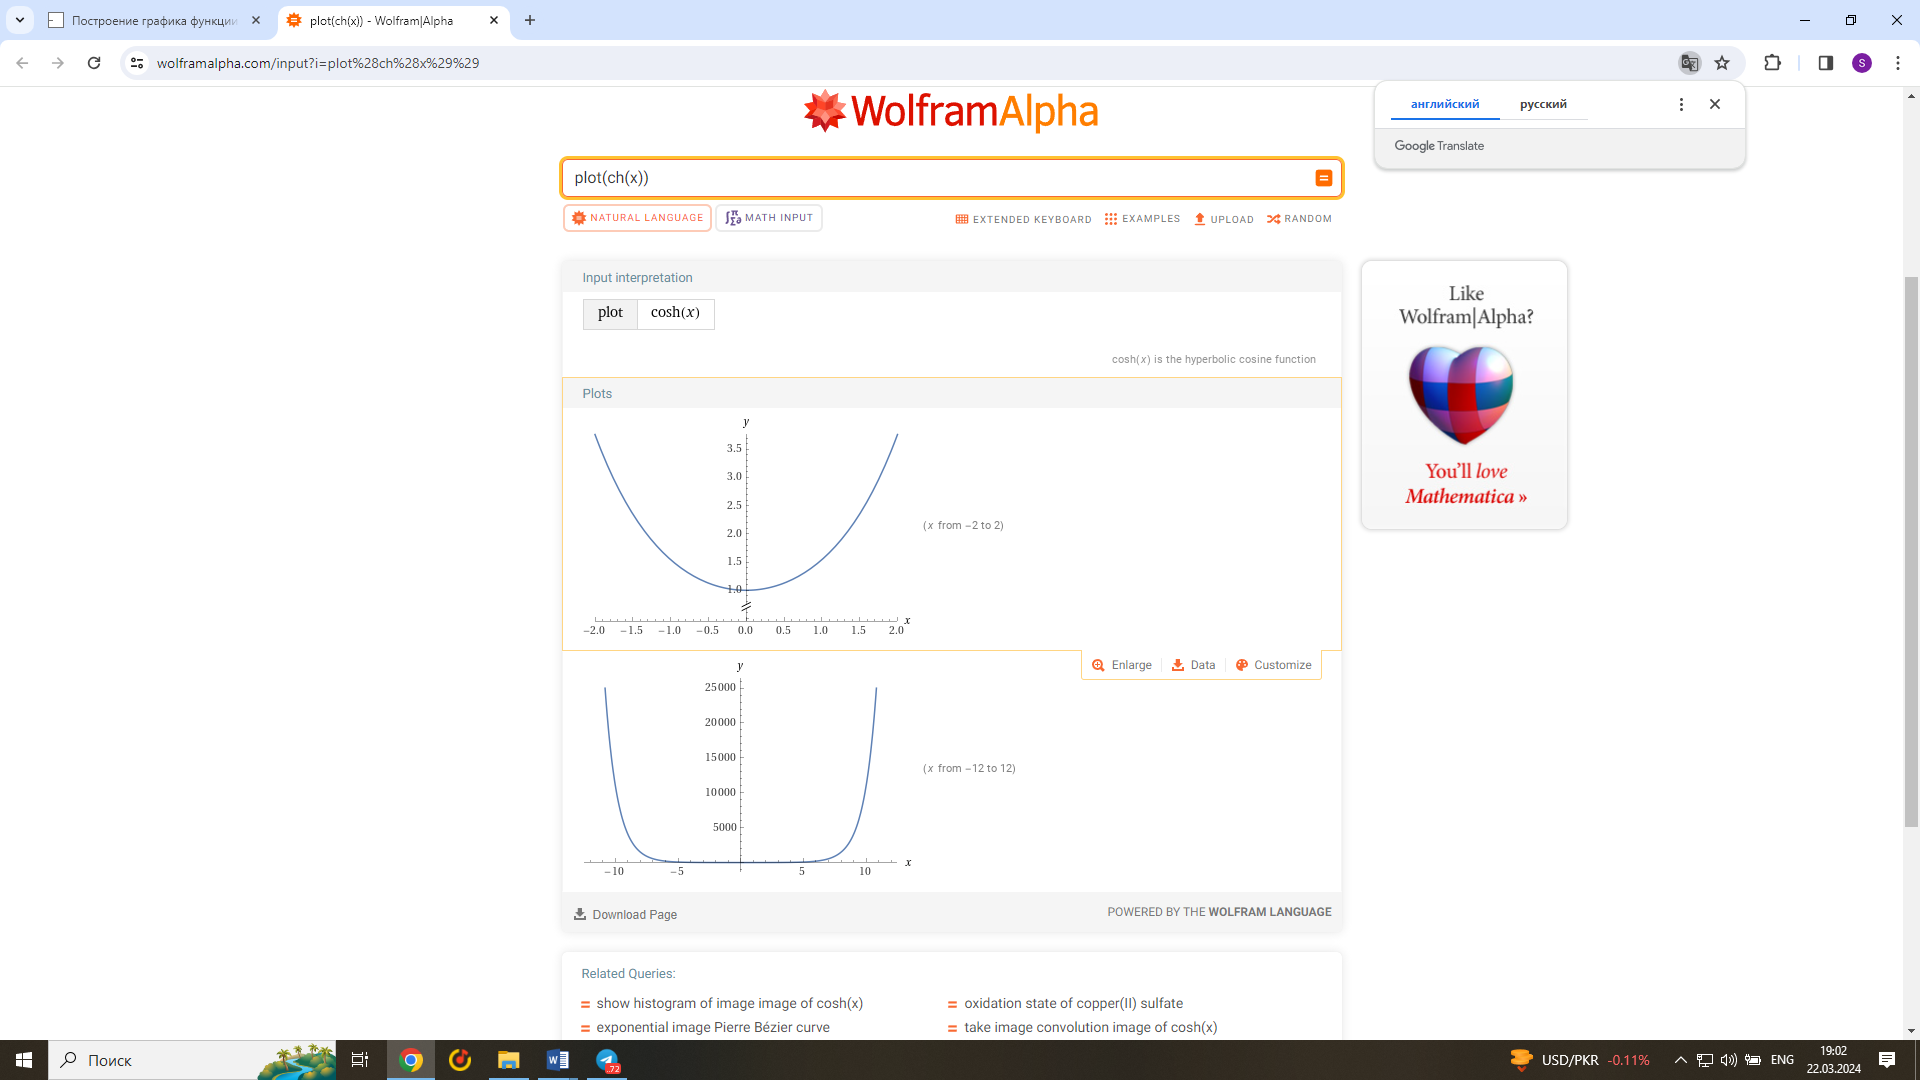 Построение графика функции
plot(ch(x)) - Wolfram|Alpha
wolframalpha.com/input?i=plot%28ch%28x%29%29
S
английский
русский
Google Translate
WolframAlpha
plot(ch(x))
NATURAL LANGUAGE
MATH INPUT
EXTENDED KEYBOARD
EXAMPLES
UPLOAD
RANDOM
Input interpretation
plot
cosh(x)
cosh(x) is the hyperbolic cosine function
Plots
y
3.5
3.0
2.5
2.0
1.5
1.0
x
−2.0 −1.5 −1.0 −0.5 0.0 0.5 1.0 1.5 2.0
(x from −2 to 2)
Enlarge
Data
Customize
y
25000
20000
15000
10000
5000
x
−10 −5 5 10
(x from −12 to 12)
Download Page
POWERED BY THE WOLFRAM LANGUAGE
Related Queries:
= show histogram of image image of cosh(x)
= oxidation state of copper(II) sulfate
= exponential image Pierre Bézier curve
= take image convolution image of cosh(x)
Like
Wolfram|Alpha?
You'll love
Mathematica »
Поиск
W
72
USD/PKR -0.11%
ENG
19:02
22.03.2024